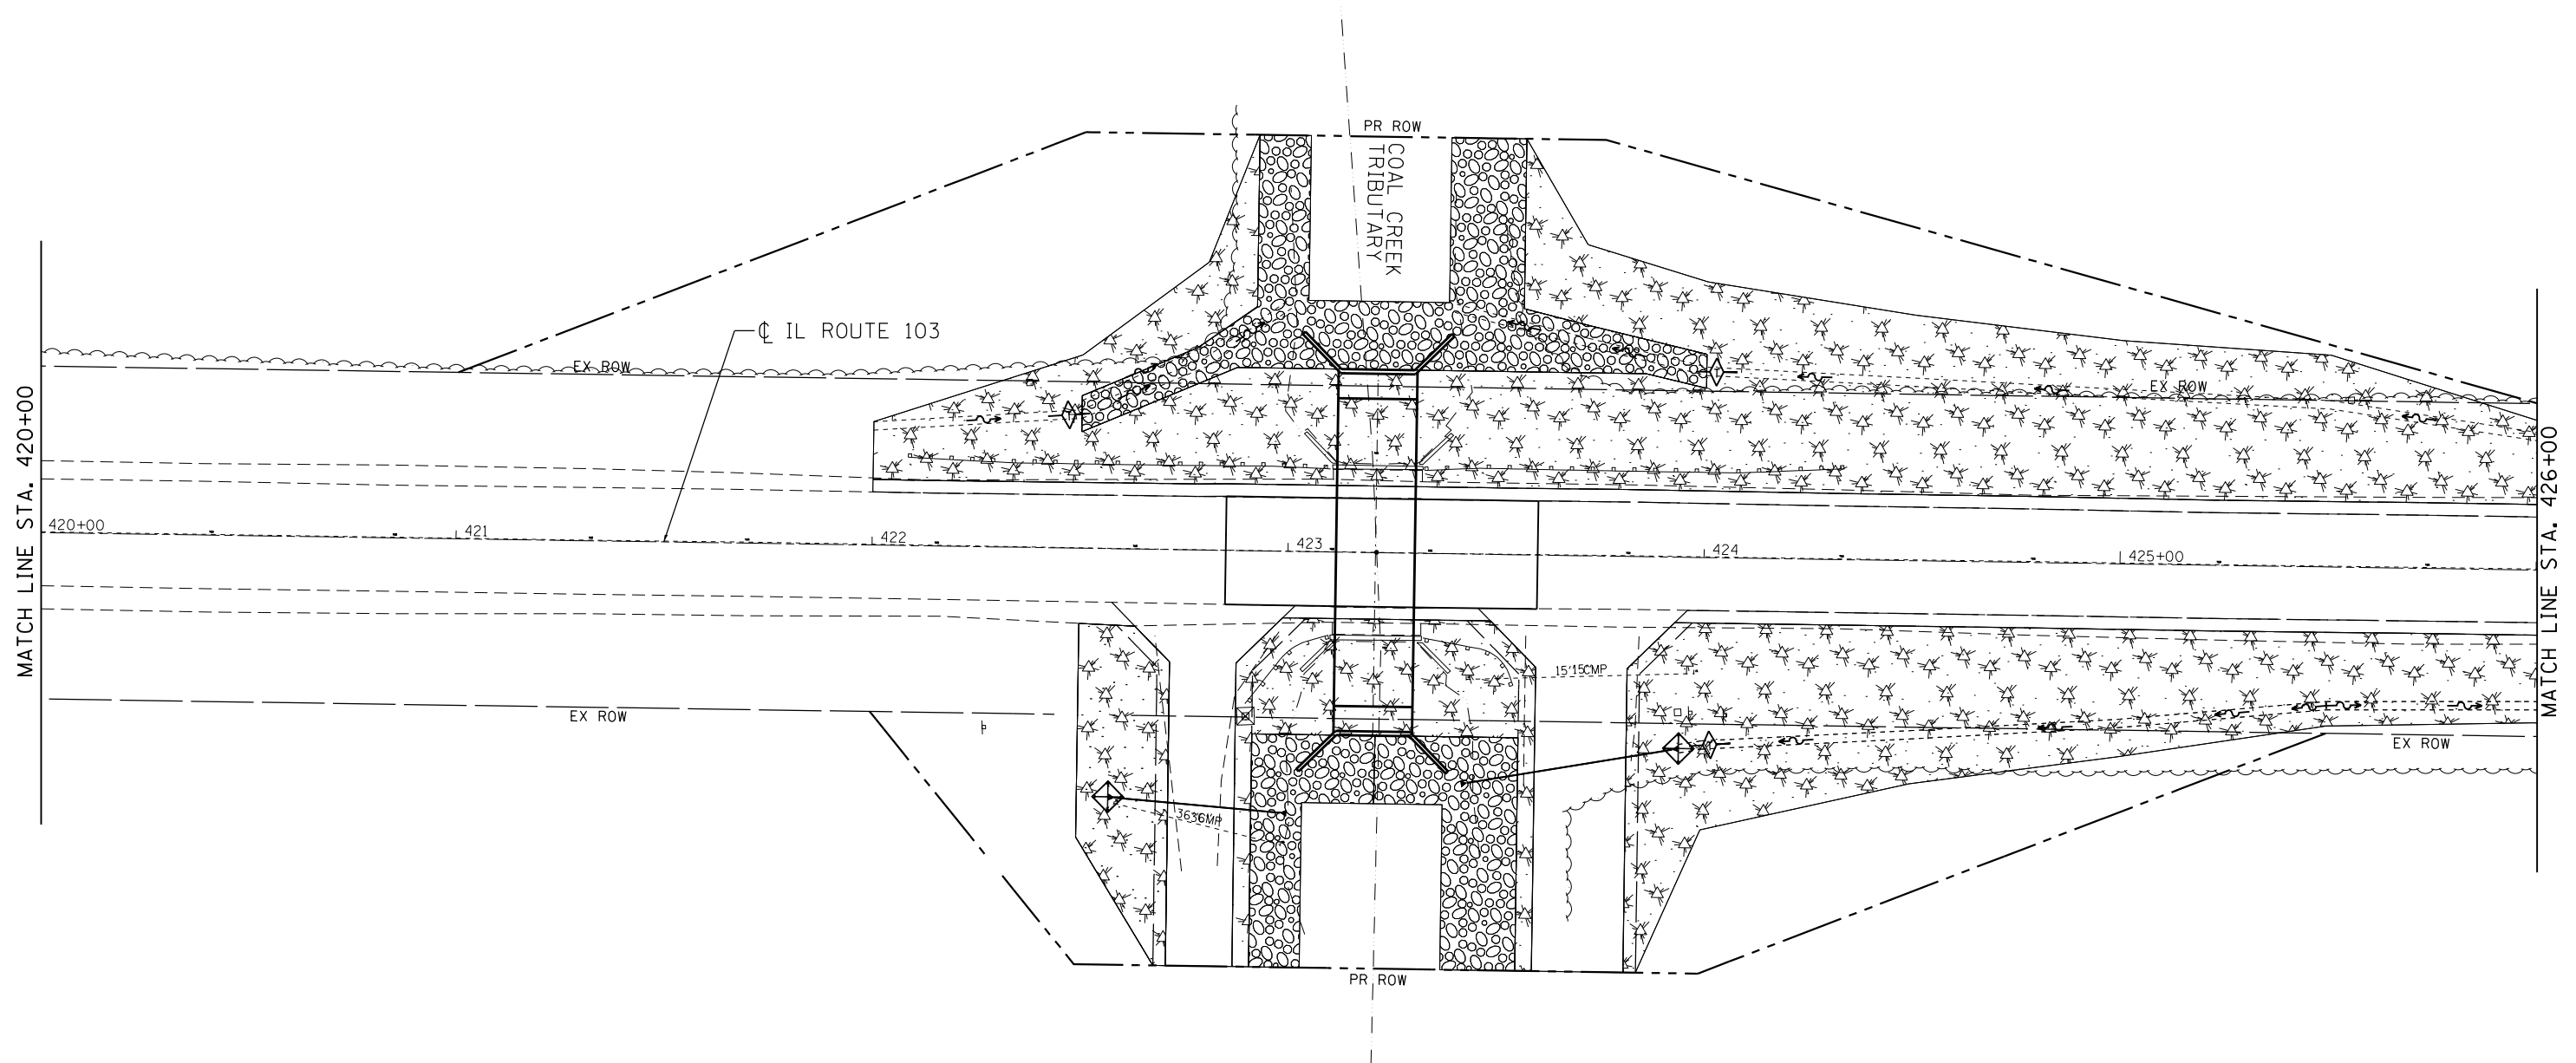 PR ROW
COAL CREEK
TRIBUTARY
℄ IL ROUTE 103
EX ROW
EX ROW
MATCH LINE STA. 420+00
MATCH LINE STA. 426+00
420+00
421
422
423
424
425+00
15'15CMP
EX ROW
EX ROW
3636MP
PR ROW